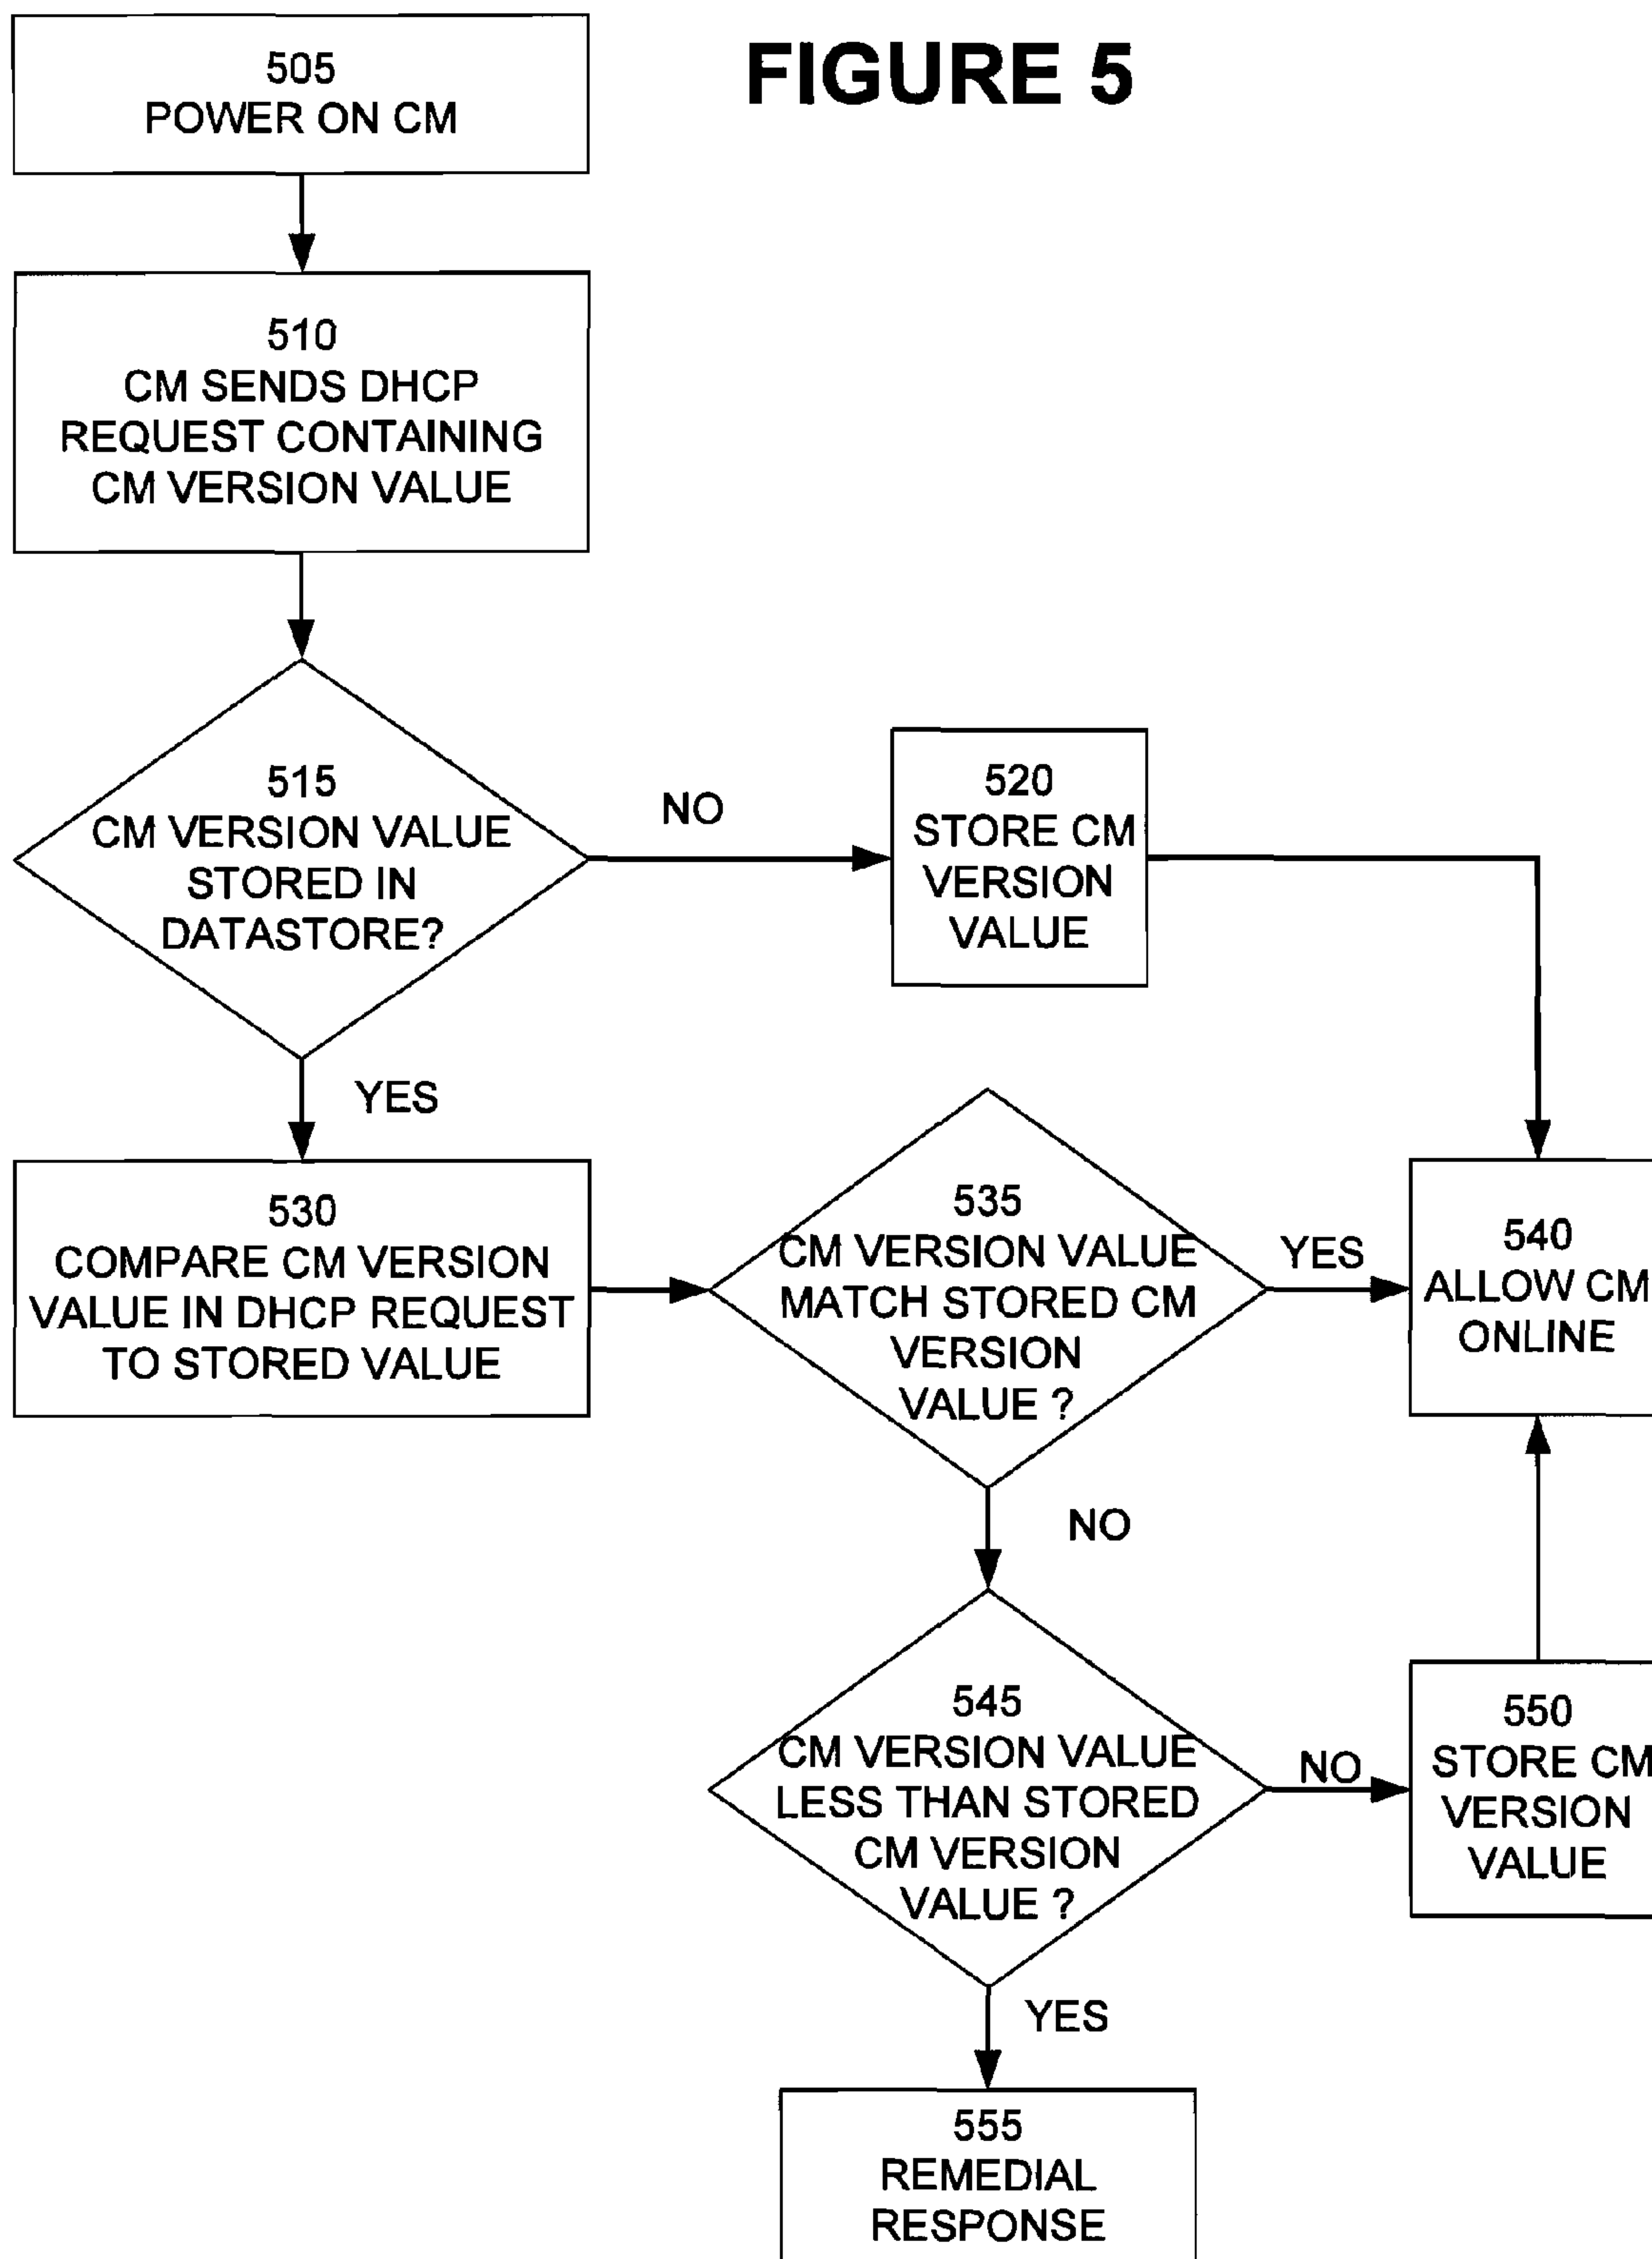 FIGURE 5
505
POWER ON CM
510
CM SENDS DHCP
REQUEST CONTAINING
CM VERSION VALUE
515
CM VERSION VALUE
STORED IN
DATASTORE?
NO
520
STORE CM
VERSION
VALUE
YES
530
COMPARE CM VERSION
VALUE IN DHCP REQUEST
TO STORED VALUE
535
CM VERSION VALUE
MATCH STORED CM
VERSION
VALUE ?
YES
540
ALLOW CM
ONLINE
NO
545
CM VERSION VALUE
LESS THAN STORED
CM VERSION
VALUE ?
NO
550
STORE CM
VERSION
VALUE
YES
555
REMEDIAL
RESPONSE